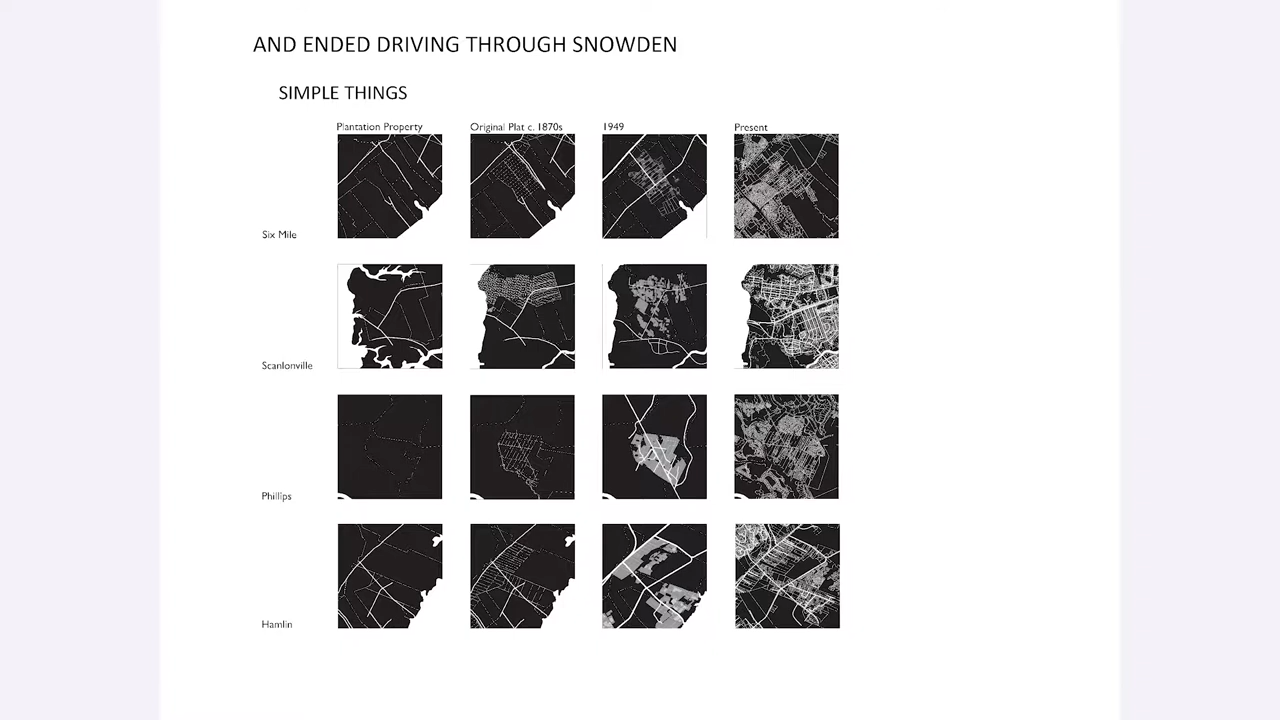 AND ENDED DRIVING THROUGH SNOWDEN
SIMPLE THINGS
Plantation Property Original Plat c. 1870s 1949 Present
Six Mile
Scanlonville
Phillips
Hamlin